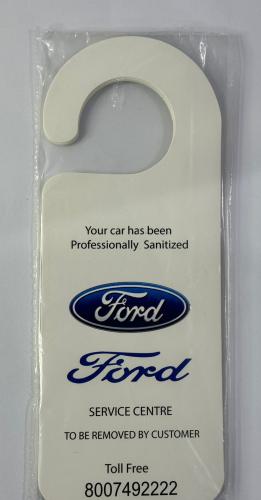 Your car has been
Professionally Sanitized
Ford
Ford
SERVICE CENTRE
TO BE REMOVED BY CUSTOMER
Toll Free
8007492222